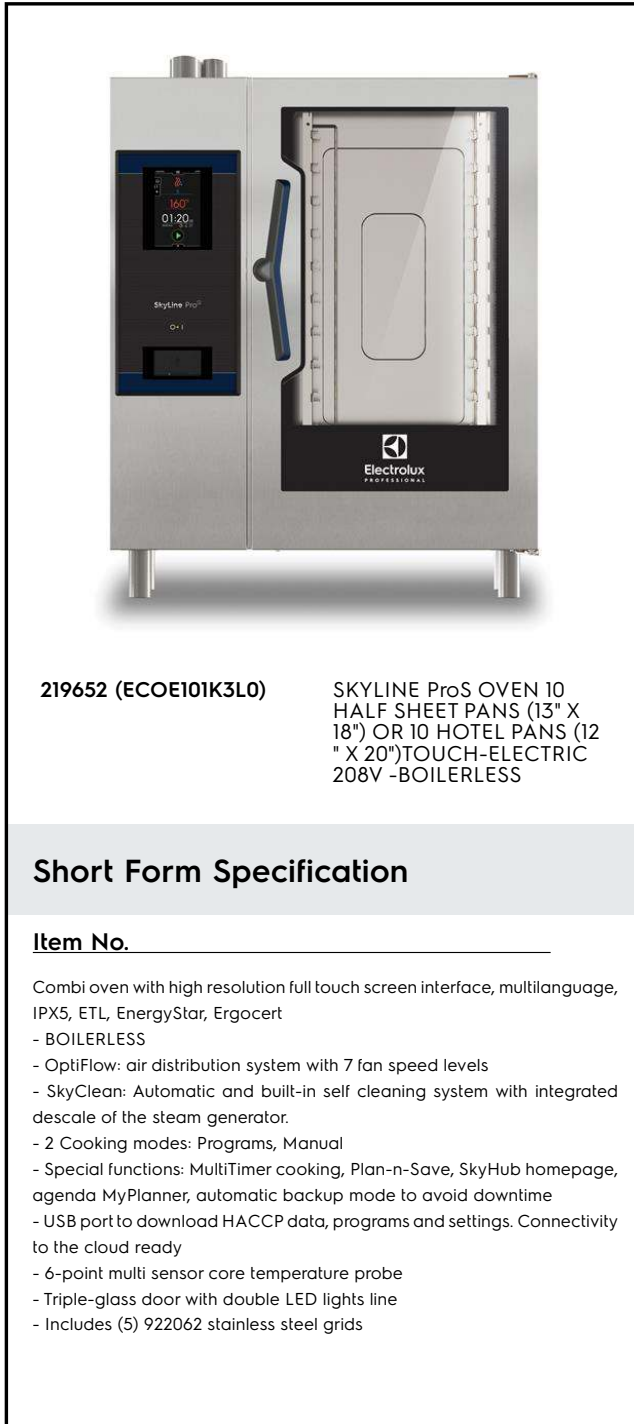 160°
01:20
SkyLine ProS
O• I
Electrolux
PROFESSIONAL
219652 (ECOE101K3L0)
SKYLINE ProS OVEN 10
HALF SHEET PANS (13" X
18") OR 10 HOTEL PANS (12
" X 20")TOUCH-ELECTRIC
208V -BOILERLESS
Short Form Specification
Item No.
Combi oven with high resolution full touch screen interface, multilanguage,
IPX5, ETL, EnergyStar, Ergocert
- BOILERLESS
- OptiFlow: air distribution system with 7 fan speed levels
- SkyClean: Automatic and built-in self cleaning system with integrated
descale of the steam generator.
- 2 Cooking modes: Programs, Manual
- Special functions: MultiTimer cooking, Plan-n-Save, SkyHub homepage,
agenda MyPlanner, automatic backup mode to avoid downtime
- USB port to download HACCP data, programs and settings. Connectivity
to the cloud ready
- 6-point multi sensor core temperature probe
- Triple-glass door with double LED lights line
- Includes (5) 922062 stainless steel grids